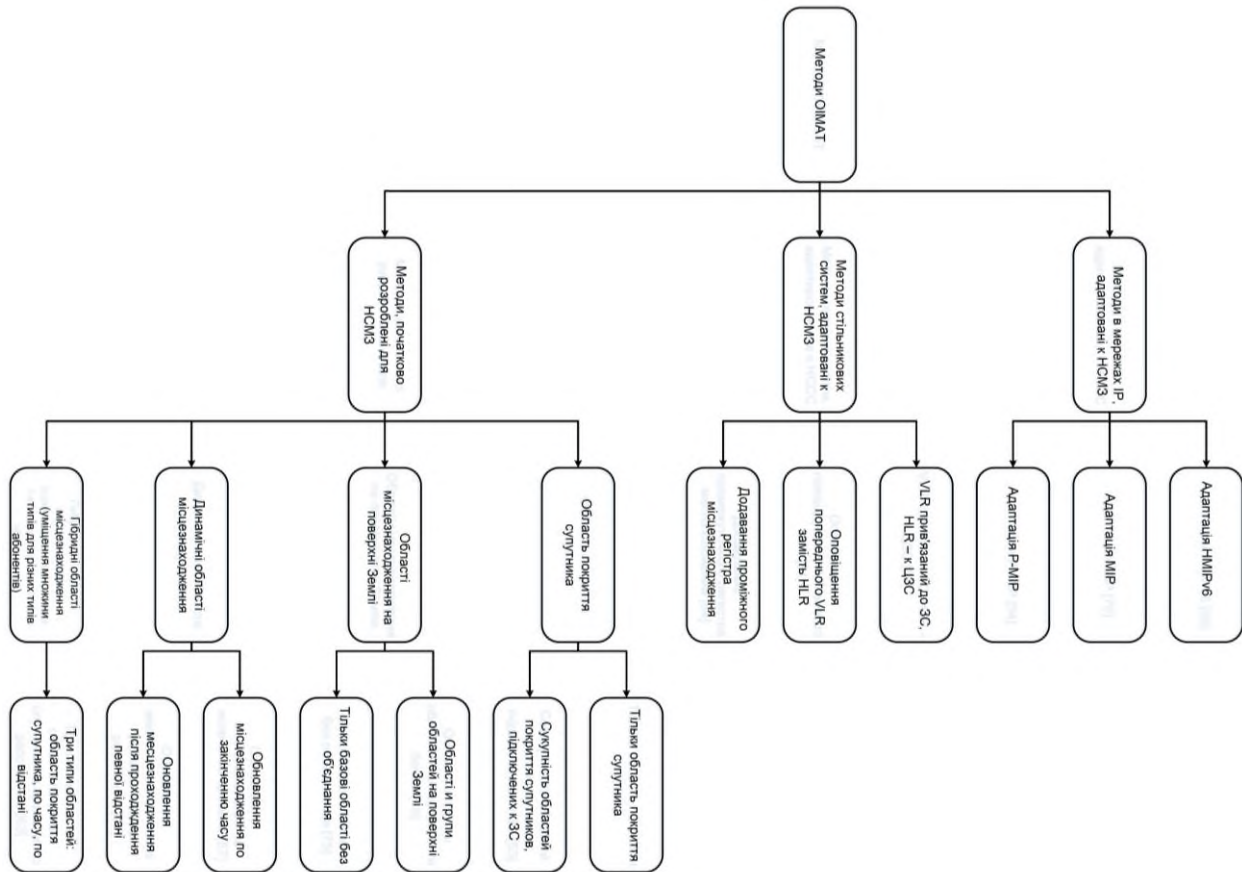 Методи ОІМАТ
Методи, початково
розроблені для
НСМЗ
Методи стільникових
систем, адаптовані к
НСМЗ
Методи в мережах IP,
адаптовані к НСМЗ
Гібридні області
місцезнаходження
(уміщення множини
типів для різних типів
абонентів)
Динамічні області
місцезнаходження
Області
місцезнаходження на
поверхні Землі
Область покриття
супутника
Додавання проміжного
регістра
місцезнаходження
Оповіщення
попереднього VLR
замість HLR
VLR прив'язаний до ЗС,
HLR – к ЦЗС
Адаптація P-MIP
Адаптація MIP
Адаптація HMIPv6
Три типи областей:
область покриття
супутника, по часу, по
відстані
Оновлення
месцезнаходження
після проходждення
певної відстані
Обновлення
місцезнаходження по
закінченню часу
Тільки базові області без
об'єднання
Області и групи
областей на поверхні
Землі
Сукупність областей
покриття супутників,
підключених к ЗС
Тільки область покриття
супутника